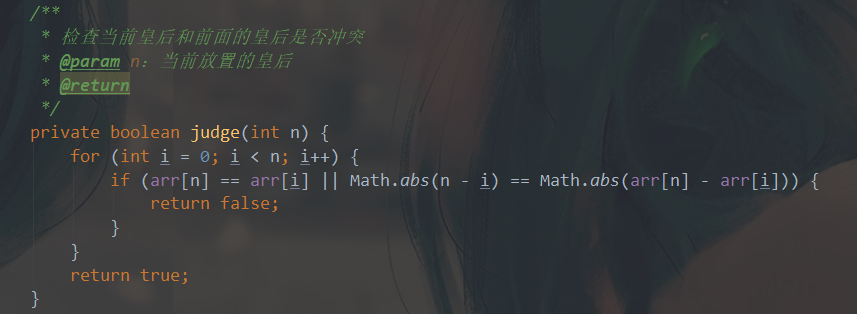 /**
 * 检查当前皇后和前面的皇后是否冲突
 * @param n：当前放置的皇后
 * @return
 */
private boolean judge(int n) {
    for (int i = 0; i < n; i++) {
        if (arr[n] == arr[i] || Math.abs(n - i) == Math.abs(arr[n] - arr[i])) {
            return false;
        }
    }
    return true;
}